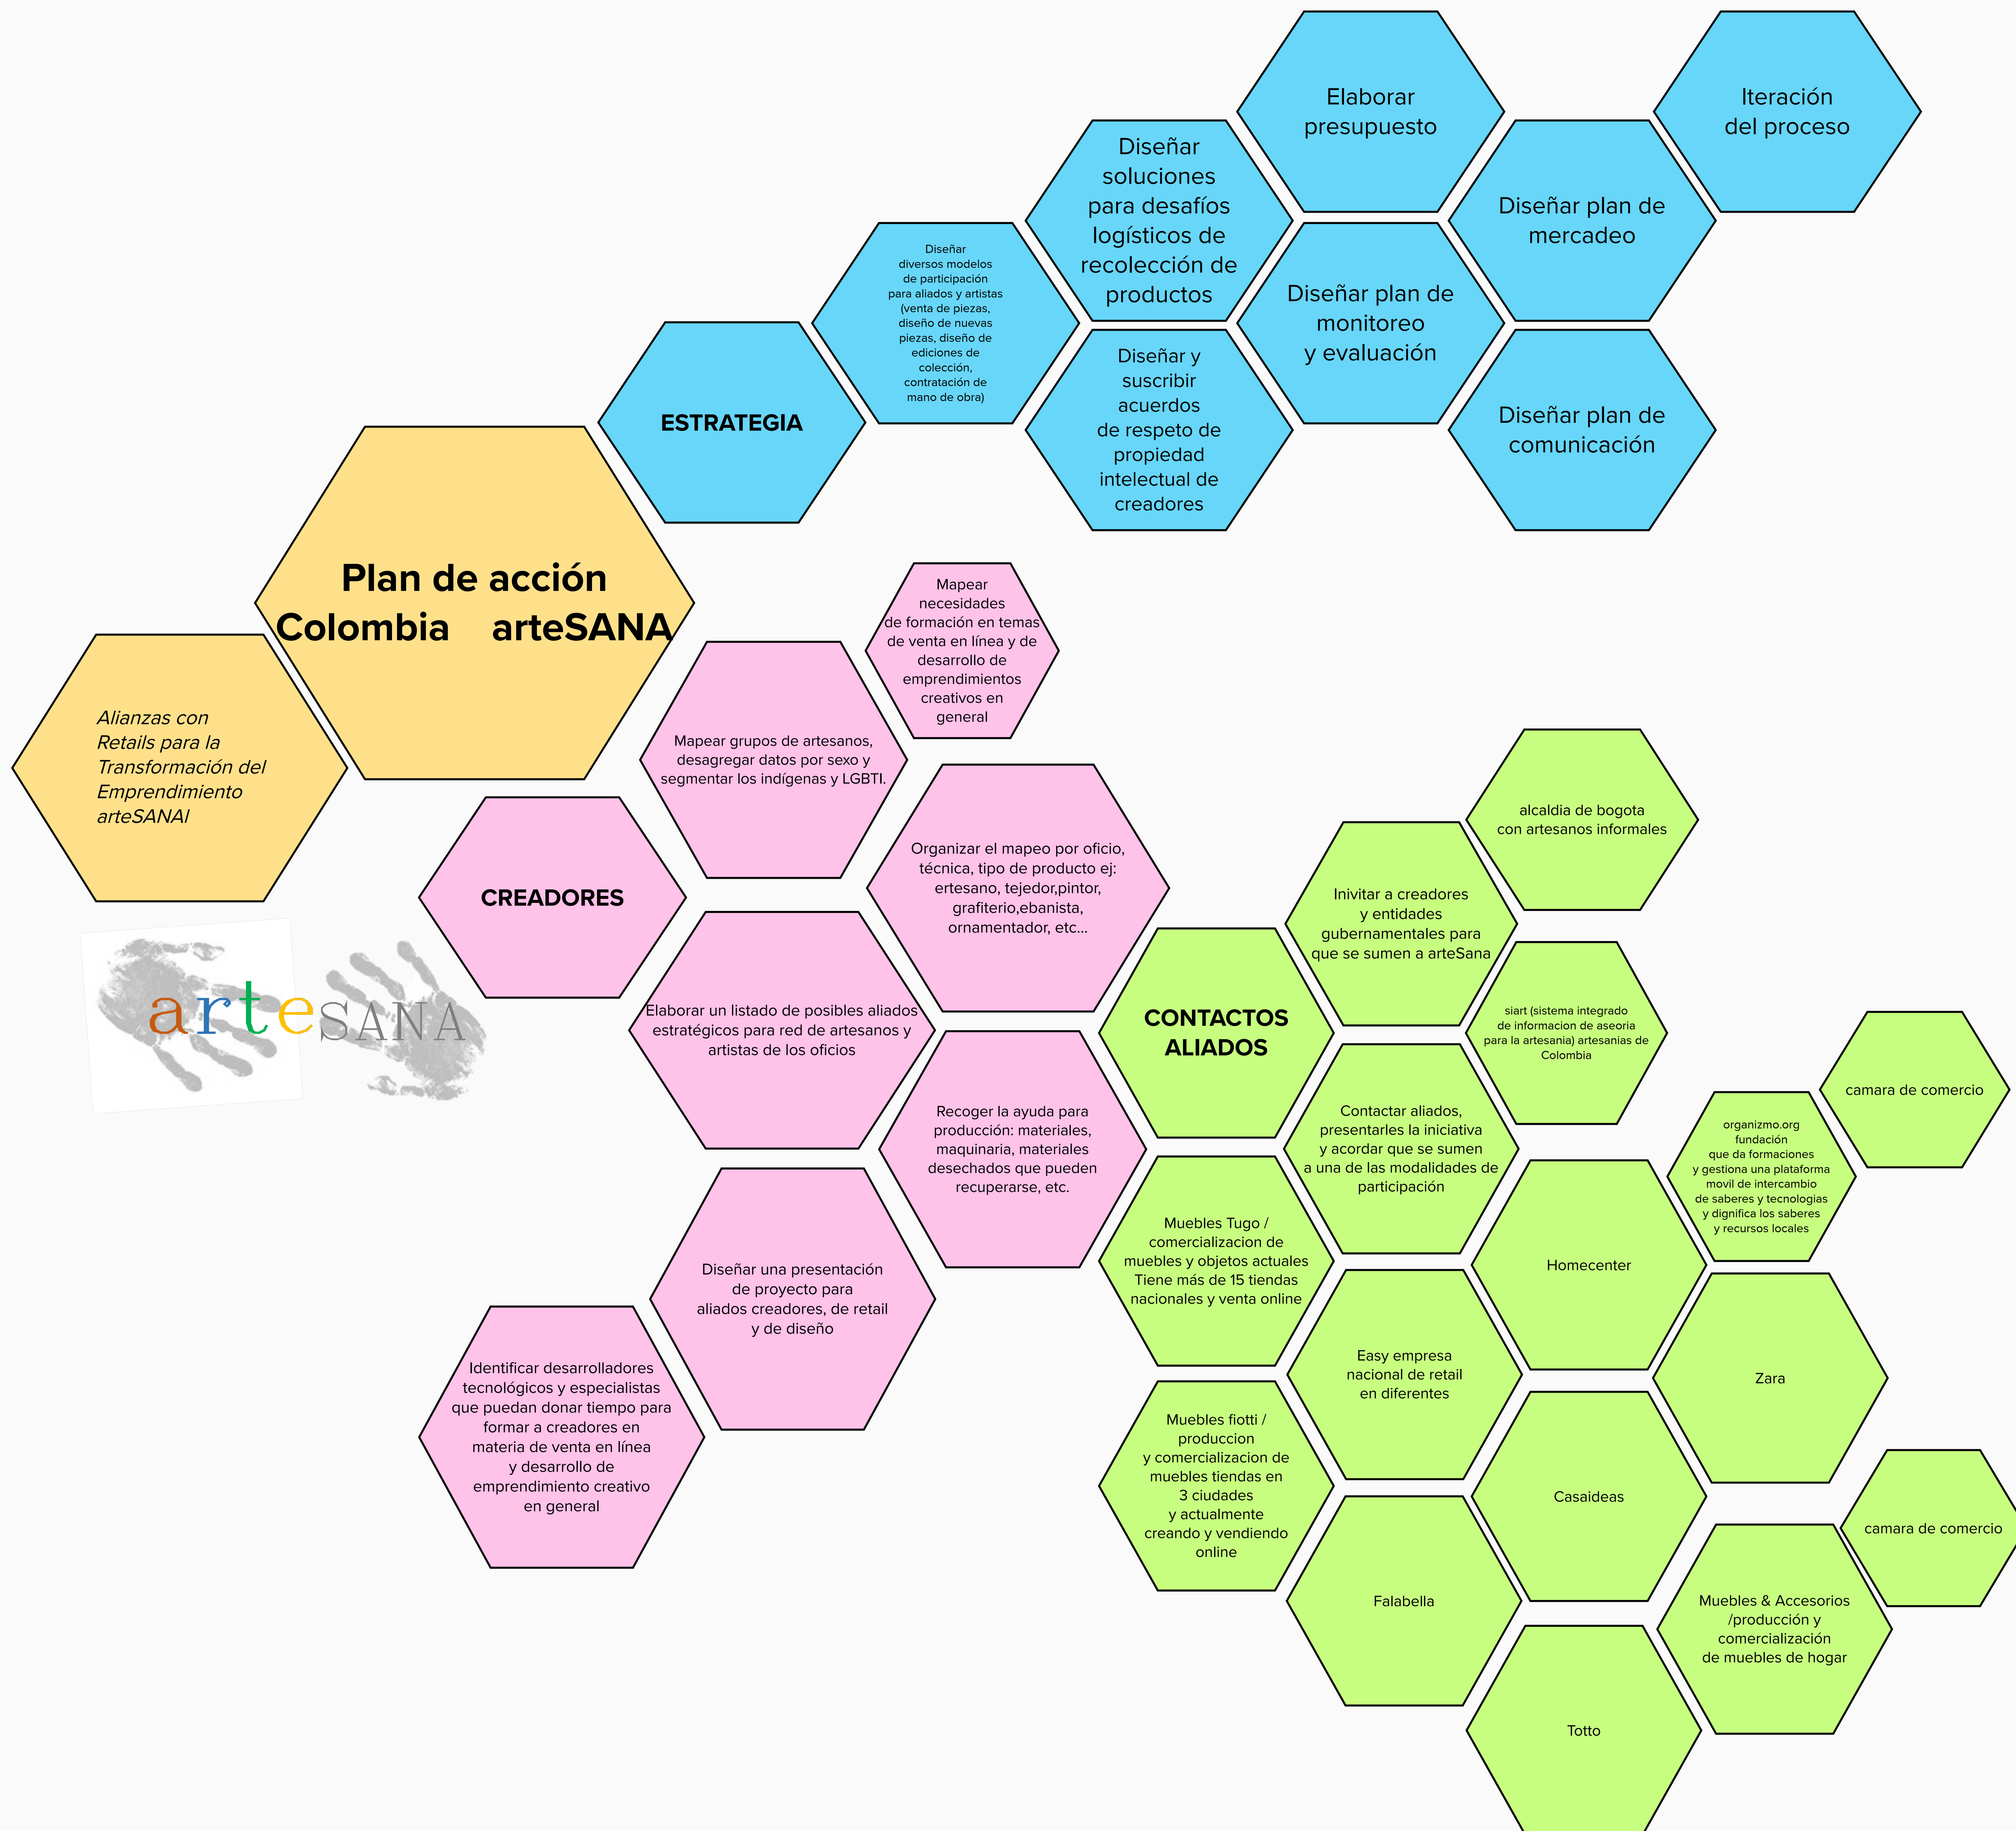 Plan de acción
Colombia arteSANA
Alianzas con
Retails para la
Transformación del
Emprendimiento
arteSANAl
arteSANA
ESTRATEGIA
Diseñar
diversos modelos
de participación
para aliados y artistas
(venta de piezas,
diseño de nuevas
piezas, diseño de
ediciones de
colección,
contratación de
mano de obra)
Diseñar
soluciones
para desafíos
logísticos de
recolección de
productos
Diseñar y
suscribir
acuerdos
de respeto de
propiedad
intelectual de
creadores
Elaborar
presupuesto
Diseñar plan de
monitoreo
y evaluación
Diseñar plan de
mercadeo
Diseñar plan de
comunicación
Iteración
del proceso
CREADORES
Mapear grupos de artesanos,
desagregar datos por sexo y
segmentar los indígenas y LGBTI.
Mapear
necesidades
de formación en temas
de venta en línea y de
desarrollo de
emprendimientos
creativos en
general
Organizar el mapeo por oficio,
técnica, tipo de producto ej:
ertesano, tejedor,pintor,
grafiterio,ebanista,
ornamentador, etc...
Elaborar un listado de posibles aliados
estratégicos para red de artesanos y
artistas de los oficios
Recoger la ayuda para
producción: materiales,
maquinaria, materiales
desechados que pueden
recuperarse, etc.
Diseñar una presentación
de proyecto para
aliados creadores, de retail
y de diseño
Identificar desarrolladores
tecnológicos y especialistas
que puedan donar tiempo para
formar a creadores en
materia de venta en línea
y desarrollo de
emprendimiento creativo
en general
CONTACTOS
ALIADOS
Inivitar a creadores
y entidades
gubernamentales para
que se sumen a arteSana
alcaldia de bogota
con artesanos informales
siart (sistema integrado
de informacion de aseoria
para la artesania) artesanias de
Colombia
Contactar aliados,
presentarles la iniciativa
y acordar que se sumen
a una de las modalidades de
participación
Muebles Tugo /
comercializacion de
muebles y objetos actuales
Tiene más de 15 tiendas
nacionales y venta online
Homecenter
organizmo.org
fundación
que da formaciones
y gestiona una plataforma
movil de intercambio
de saberes y tecnologias
y dignifica los saberes
y recursos locales
camara de comercio
Easy empresa
nacional de retail
en diferentes
Zara
Muebles fiotti /
produccion
y comercializacion de
muebles tiendas en
3 ciudades
y actualmente
creando y vendiendo
online
Casaideas
camara de comercio
Falabella
Muebles & Accesorios
/producción y
comercialización
de muebles de hogar
Totto